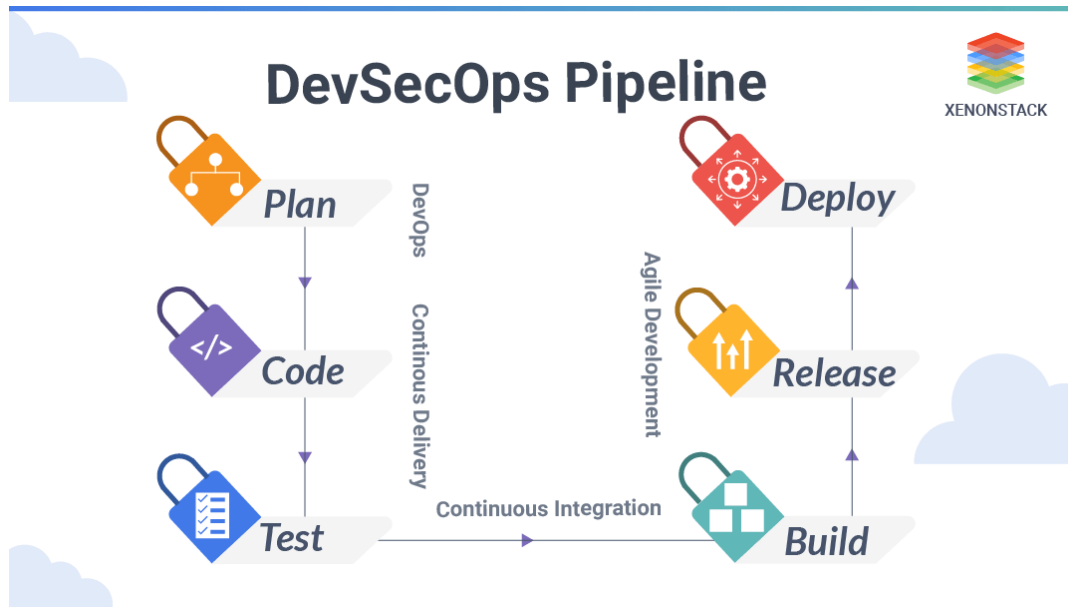 DevSecOps Pipeline
XENONSTACK
Plan
DevOps
Code
Continous Delivery
Test
Continuous Integration
Build
Agile Development
Release
Deploy